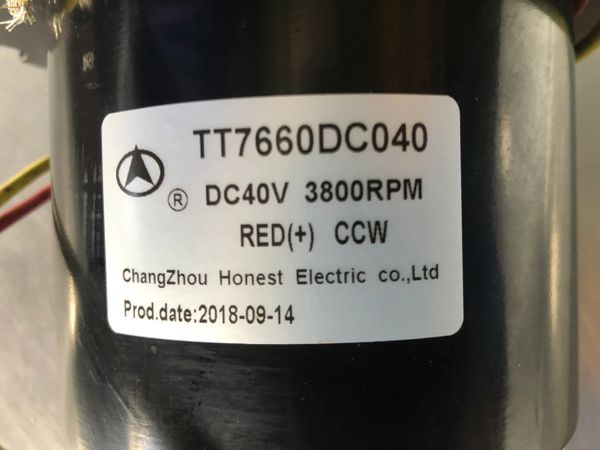 TT7660DC040
® DC40V 3800RPM
RED(+) CCW
ChangZhou Honest Electric co.,Ltd
Prod.date:2018-09-14